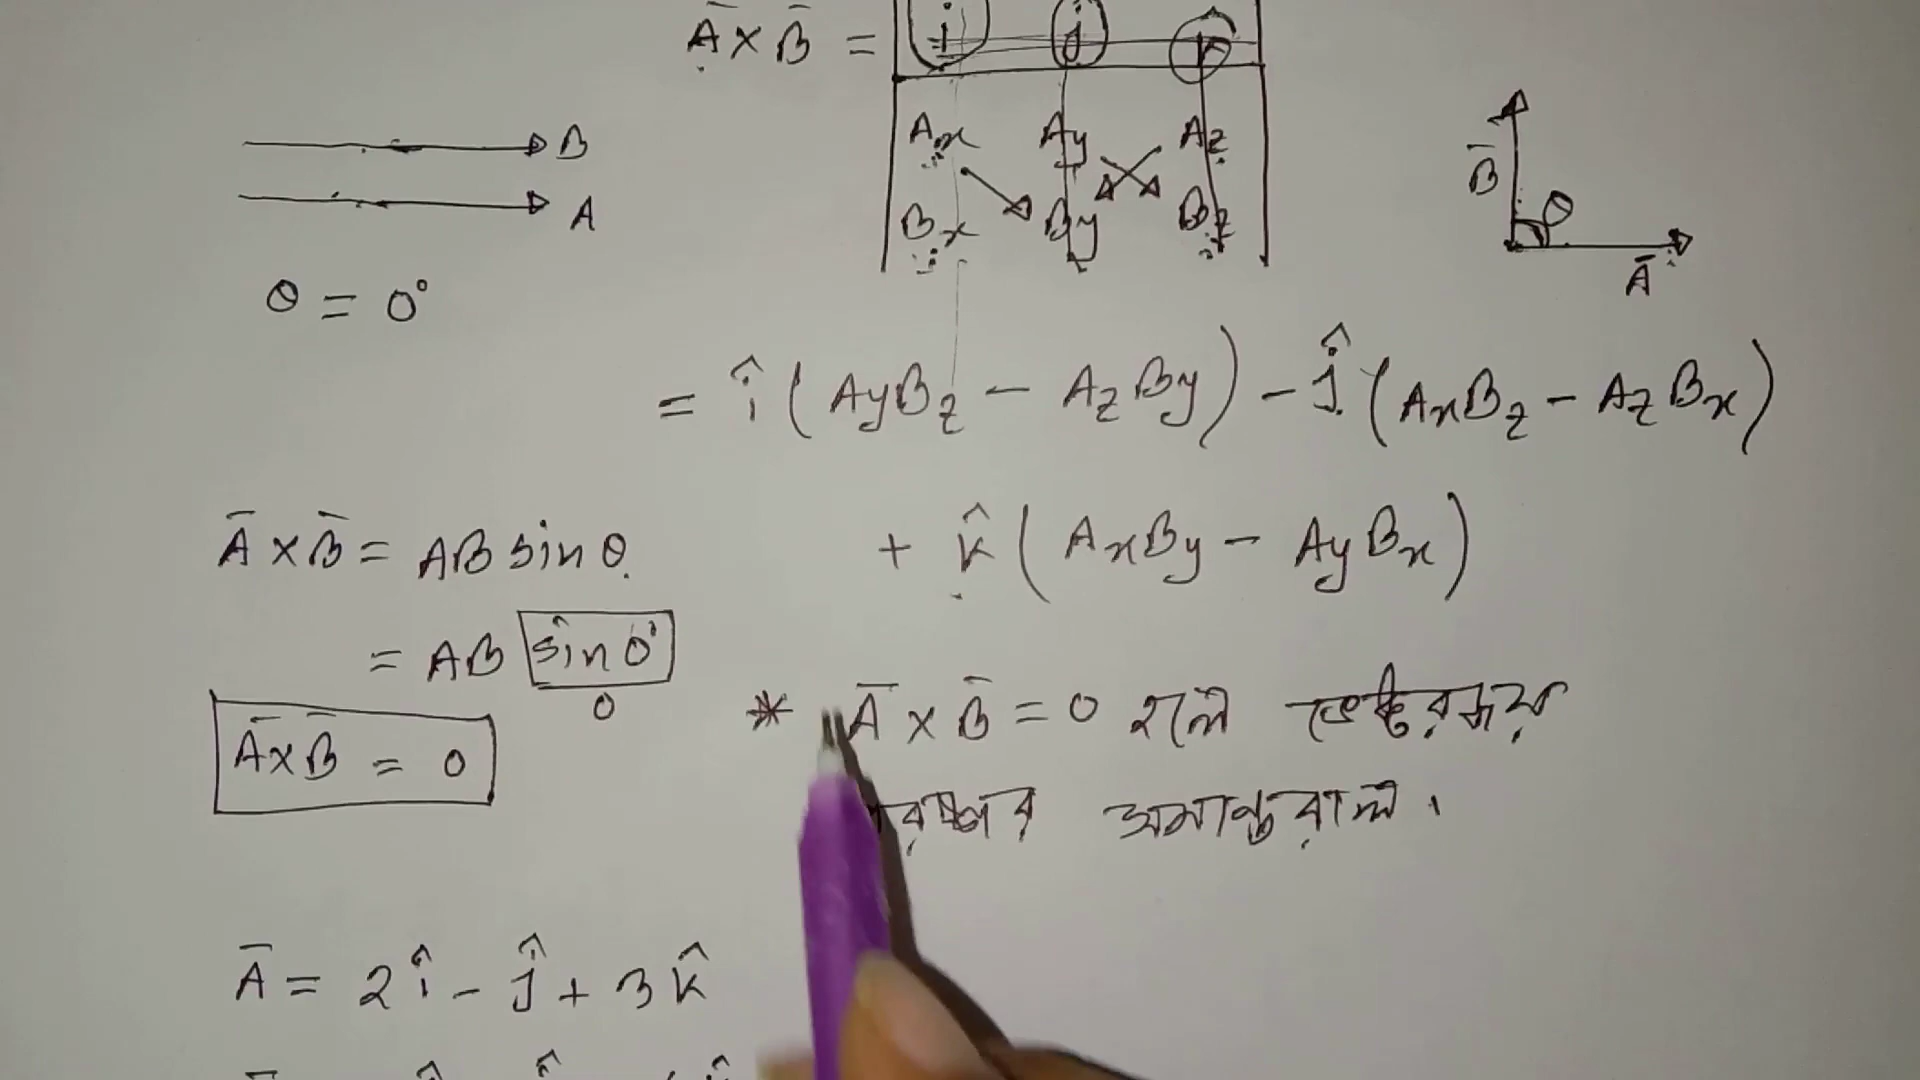 A̅ × B̅ = | î ĵ k̂ |
Ax Ay Az
Bx By Bz
B
A
θ = 0°
B̅
θ
A̅
= î (AyBz − AzBy) − ĵ (AxBz − AzBx)
+ k̂ (AxBy − AyBx)
A̅ × B̅ = AB sin θ
= AB sin 0°
0
A̅ × B̅ = 0
* A̅ × B̅ = 0 হলে ভেক্টরদ্বয়
সমান্তরাল।
A̅ = 2î − ĵ + 3k̂